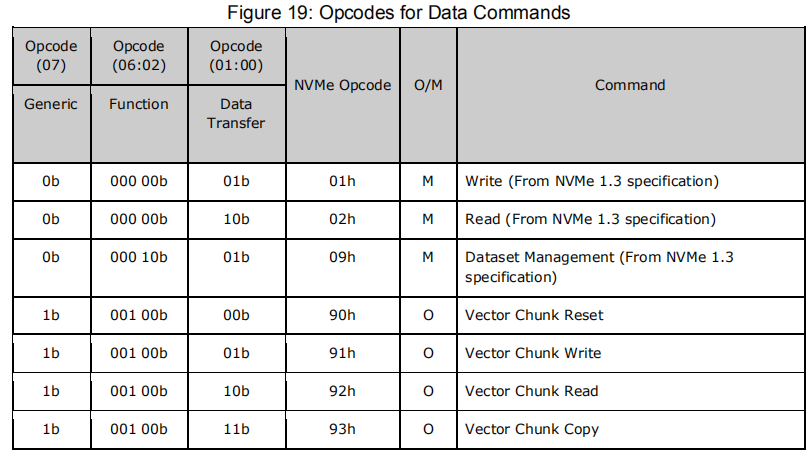 Figure 19: Opcodes for Data Commands
Opcode (07) Opcode (06:02) Opcode (01:00) NVMe Opcode O/M Command
Generic Function Data Transfer
0b 000 00b 01b 01h M Write (From NVMe 1.3 specification)
0b 000 00b 10b 02h M Read (From NVMe 1.3 specification)
0b 000 10b 01b 09h M Dataset Management (From NVMe 1.3
specification)
1b 001 00b 00b 90h O Vector Chunk Reset
1b 001 00b 01b 91h O Vector Chunk Write
1b 001 00b 10b 92h O Vector Chunk Read
1b 001 00b 11b 93h O Vector Chunk Copy